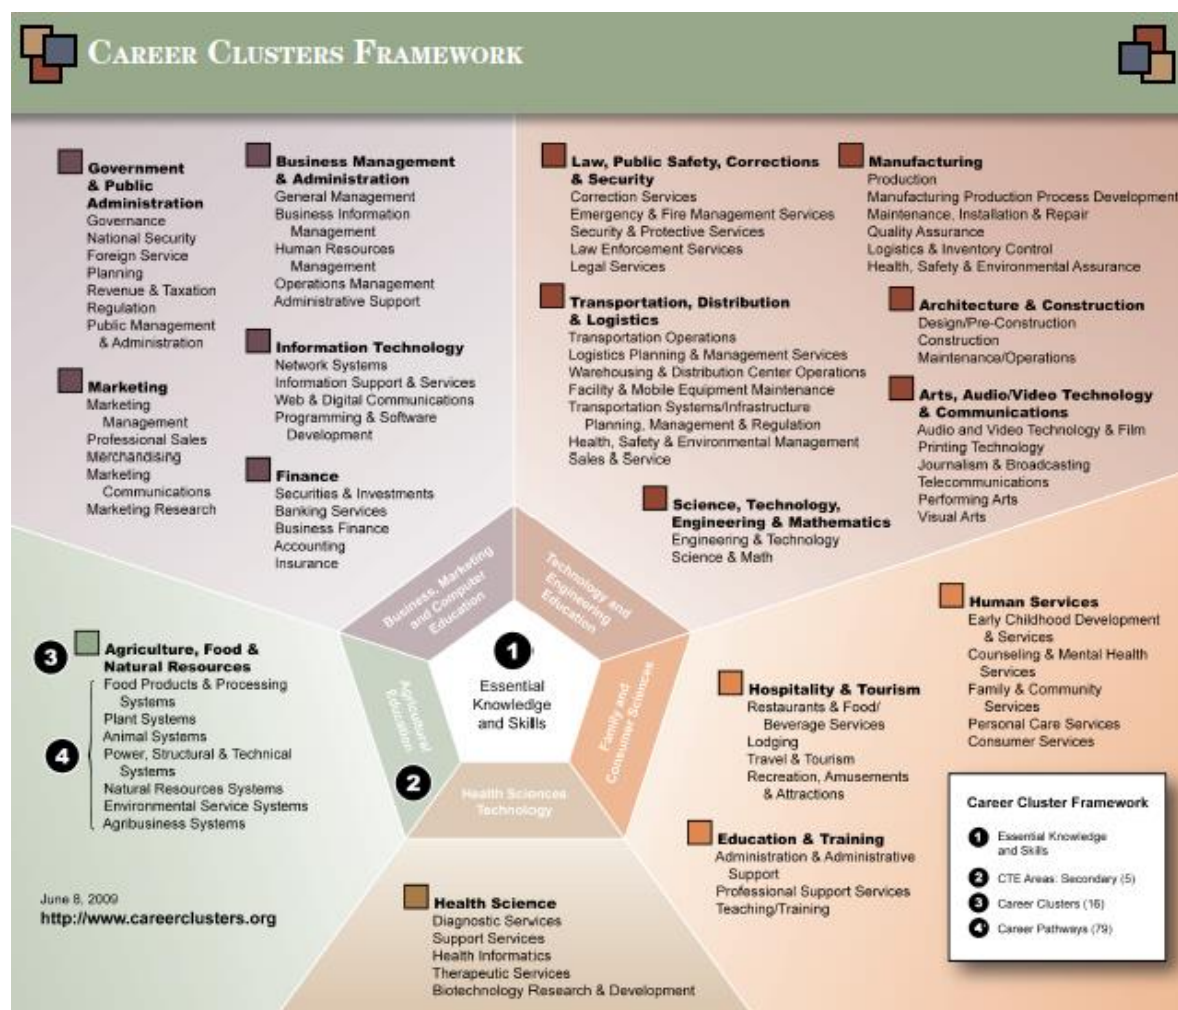 CAREER CLUSTERS FRAMEWORK
Government
& Public
Administration
Governance
National Security
Foreign Service
Planning
Revenue & Taxation
Regulation
Public Management
& Administration
Marketing
Marketing
Management
Professional Sales
Merchandising
Marketing
Communications
Marketing Research
Business Management
& Administration
General Management
Business Information
Management
Human Resources
Management
Operations Management
Administrative Support
Information Technology
Network Systems
Information Support & Services
Web & Digital Communications
Programming & Software
Development
Finance
Securities & Investments
Banking Services
Business Finance
Accounting
Insurance
Law, Public Safety, Corrections
& Security
Correction Services
Emergency & Fire Management Services
Security & Protective Services
Law Enforcement Services
Legal Services
Transportation, Distribution
& Logistics
Transportation Operations
Logistics Planning & Management Services
Warehousing & Distribution Center Operations
Facility & Mobile Equipment Maintenance
Transportation Systems/Infrastructure
Planning, Management & Regulation
Health, Safety & Environmental Management
Sales & Service
Science, Technology,
Engineering & Mathematics
Engineering & Technology
Science & Math
Manufacturing
Production
Manufacturing Production Process Development
Maintenance, Installation & Repair
Quality Assurance
Logistics & Inventory Control
Health, Safety & Environmental Assurance
Architecture & Construction
Design/Pre-Construction
Construction
Maintenance/Operations
Arts, Audio/Video Technology
& Communications
Audio and Video Technology & Film
Printing Technology
Journalism & Broadcasting
Telecommunications
Performing Arts
Visual Arts
Business, Marketing
and Computer
Education
Technology and
Engineering
Education
Agricultural
Education
2
Family and
Consumer Sciences
Health Sciences
Technology
1
Essential
Knowledge
and Skills
3
Agriculture, Food &
Natural Resources
4
Food Products & Processing
Systems
Plant Systems
Animal Systems
Power, Structural & Technical
Systems
Natural Resources Systems
Environmental Service Systems
Agribusiness Systems
June 8, 2009
http://www.careerclusters.org
Health Science
Diagnostic Services
Support Services
Health Informatics
Therapeutic Services
Biotechnology Research & Development
Hospitality & Tourism
Restaurants & Food/
Beverage Services
Lodging
Travel & Tourism
Recreation, Amusements
& Attractions
Education & Training
Administration & Administrative
Support
Professional Support Services
Teaching/Training
Human Services
Early Childhood Development
& Services
Counseling & Mental Health
Services
Family & Community
Services
Personal Care Services
Consumer Services
Career Cluster Framework
1 Essential Knowledge
and Skills
2 CTE Areas: Secondary (5)
3 Career Clusters (16)
4 Career Pathways (79)